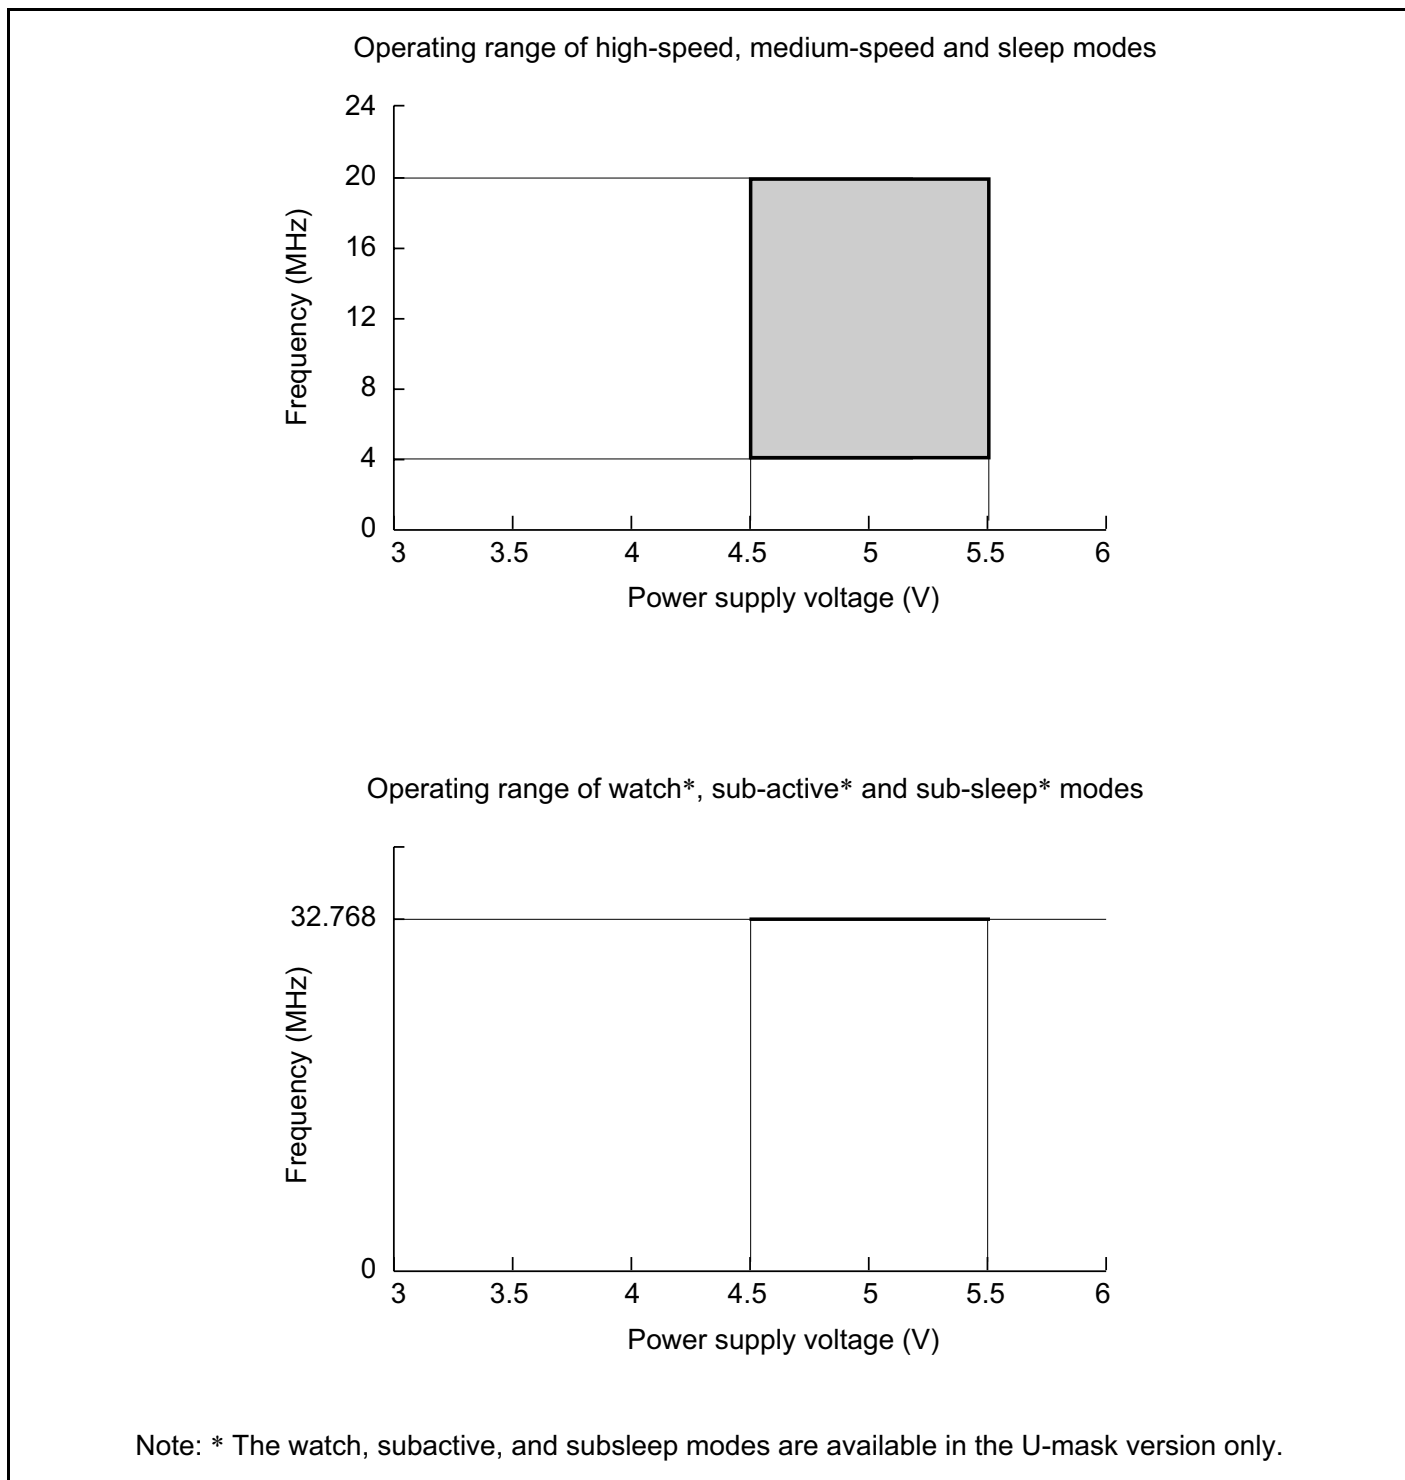 Operating range of high-speed, medium-speed and sleep modes
24
20
16
12
8
4
0
Frequency (MHz)
3 3.5 4 4.5 5 5.5 6
Power supply voltage (V)
Operating range of watch*, sub-active* and sub-sleep* modes
32.768
Frequency (MHz)
0
3 3.5 4 4.5 5 5.5 6
Power supply voltage (V)
Note: * The watch, subactive, and subsleep modes are available in the U-mask version only.